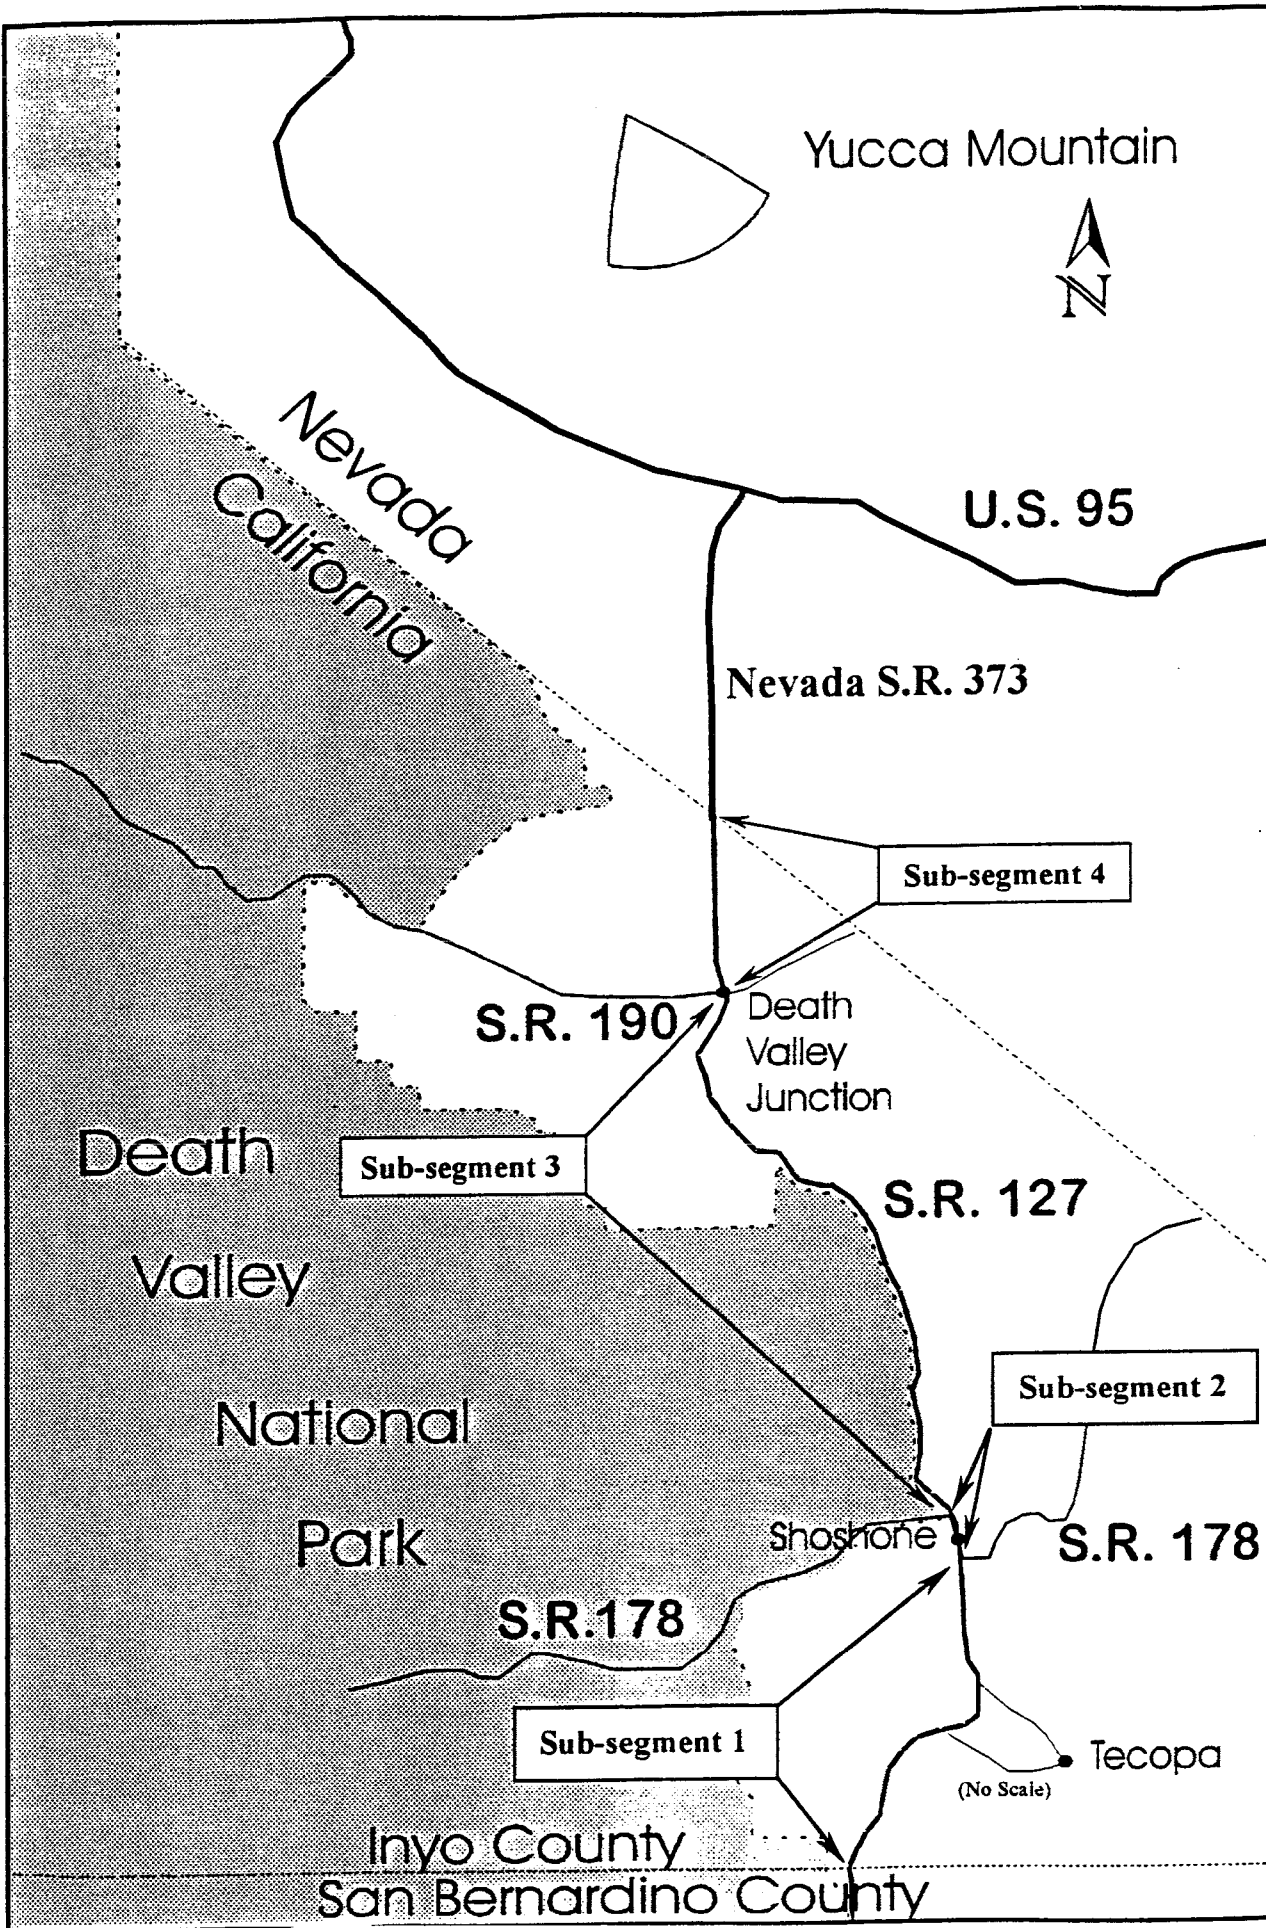 Yucca Mountain
N
Nevada
California
U.S. 95
Nevada S.R. 373
Sub-segment 4
S.R. 190
Death
Valley
Junction
Death
Sub-segment 3
S.R. 127
Valley
Sub-segment 2
National
Shoshone
Park
S.R. 178
S.R.178
Sub-segment 1
Tecopa
(No Scale)
Inyo County
San Bernardino County